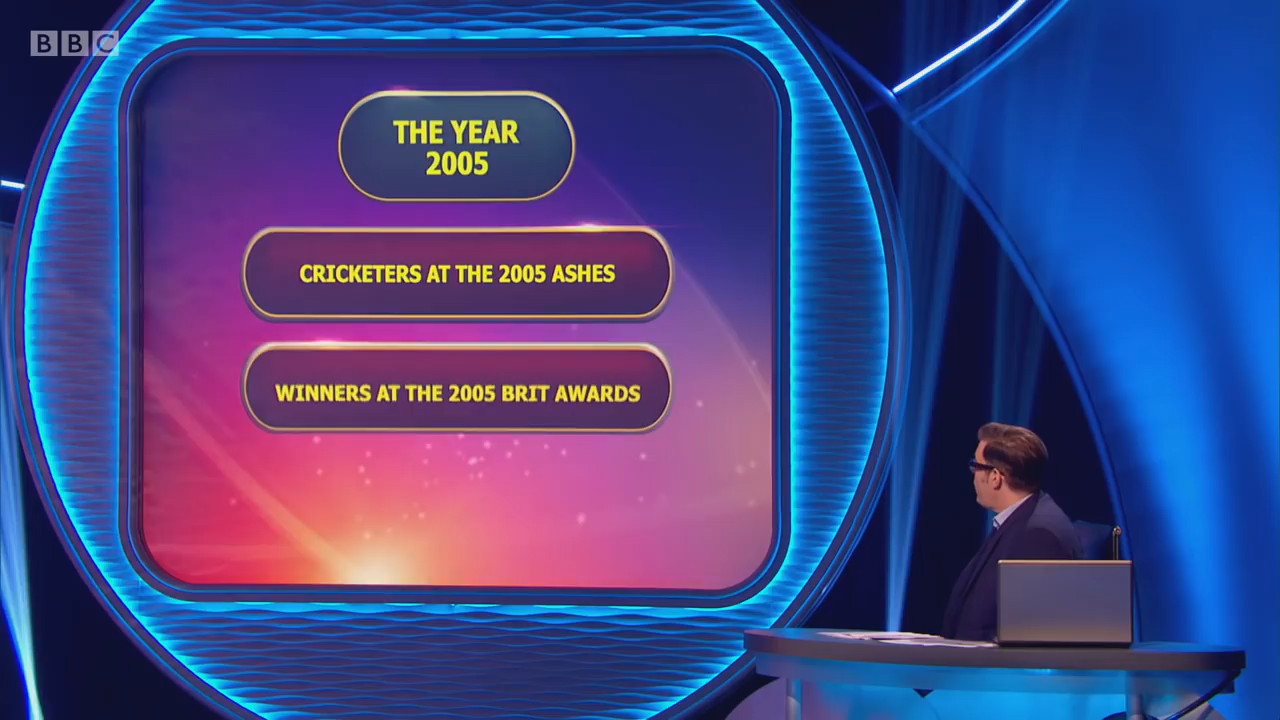 BBC
THE YEAR
2005
CRICKETERS AT THE 2005 ASHES
WINNERS AT THE 2005 BRIT AWARDS